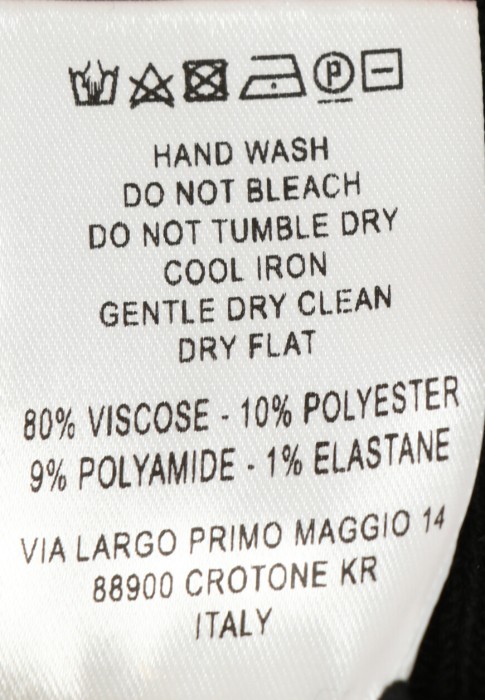 P
HAND WASH
DO NOT BLEACH
DO NOT TUMBLE DRY
COOL IRON
GENTLE DRY CLEAN
DRY FLAT
80% VISCOSE - 10% POLYESTER
9% POLYAMIDE - 1% ELASTANE
VIA LARGO PRIMO MAGGIO 14
88900 CROTONE KR
ITALY